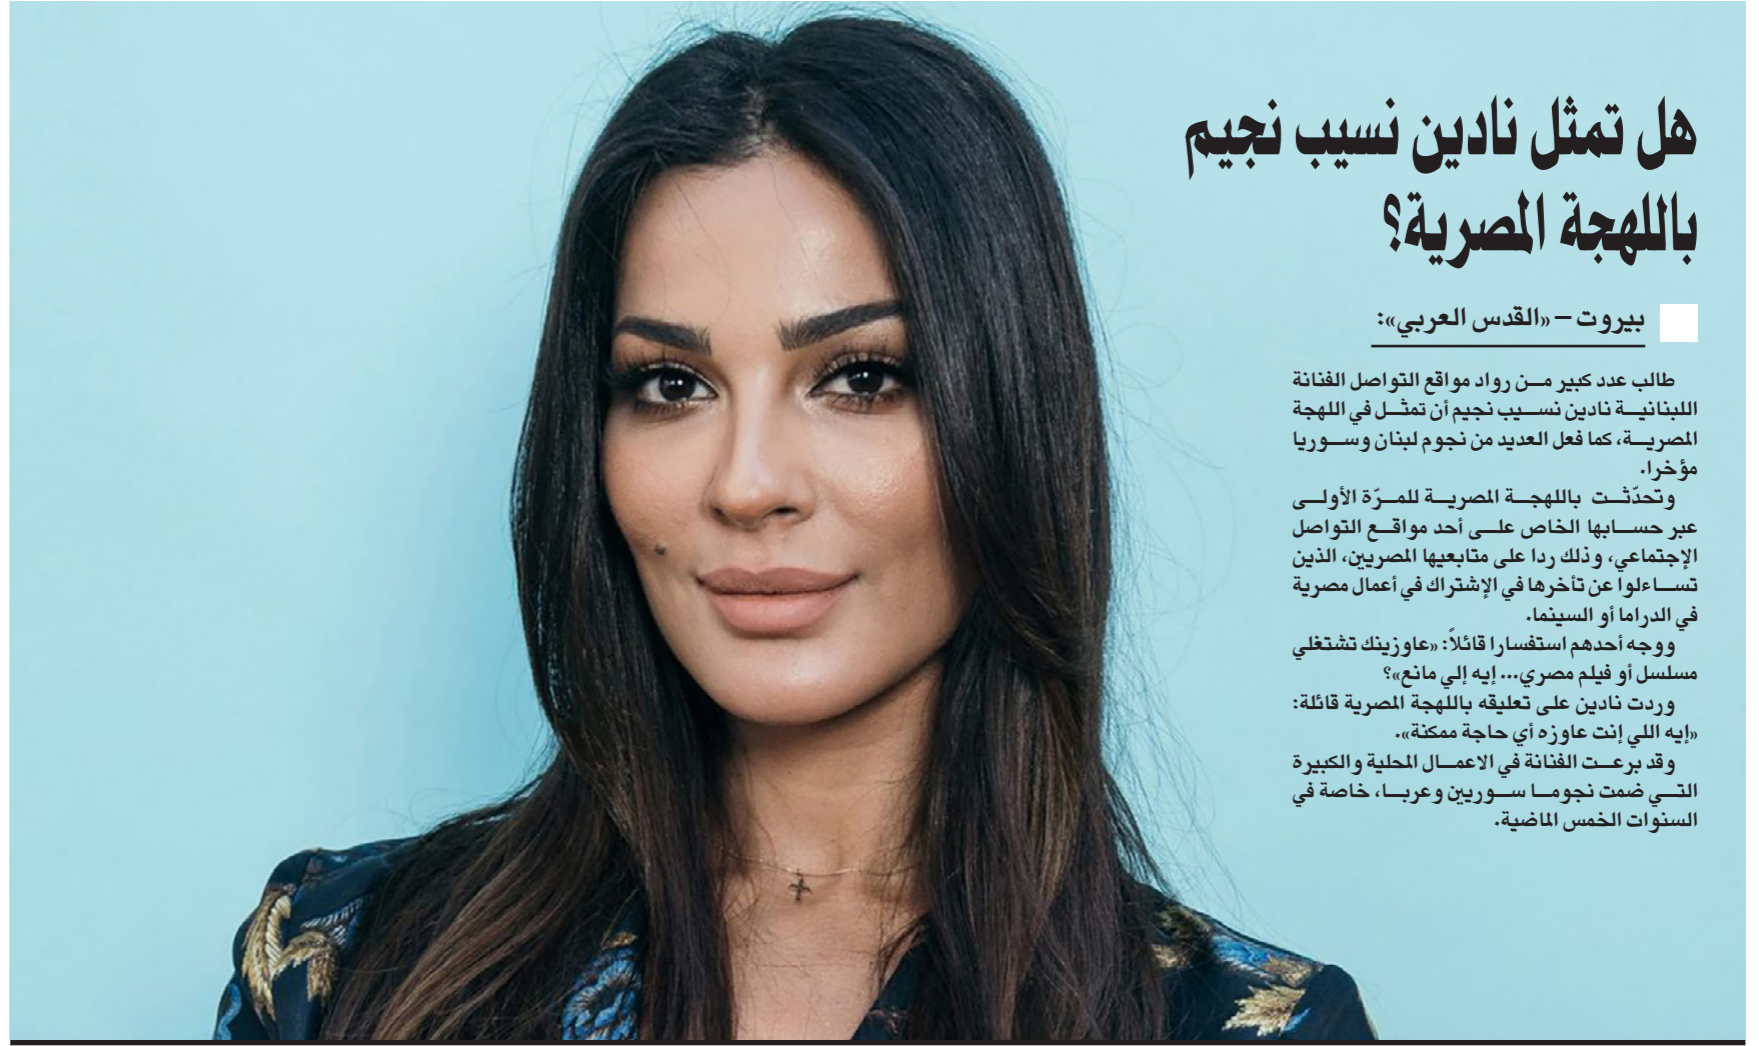 هل تمثل نادين نسيب نجيم
باللهجة المصرية؟
بيروت – «القدس العربي»:
طالب عدد كبير من رواد مواقع التواصل الفنانة
اللبنانية نادين نسيب نجيم أن تمثل في اللهجة
المصرية، كما فعل العديد من نجوم لبنان وسوريا
مؤخرا.
وتحدّثت باللهجة المصرية للمرّة الأولى
عبر حسابها الخاص على أحد مواقع التواصل
الإجتماعي، وذلك ردا على متابعيها المصريين، الذين
تساءلوا عن تأخرها في الإشتراك في أعمال مصرية
في الدراما أو السينما.
ووجه أحدهم استفسارا قائلاً: «عاوزينك تشتغلي
مسلسل أو فيلم مصري... إيه إلي مانع»؟
وردت نادين على تعليقه باللهجة المصرية قائلة:
«إيه اللي إنت عاوزه أي حاجة ممكنة».
وقد برعت الفنانة في الاعمال المحلية والكبيرة
التي ضمت نجوما سوريين وعربا، خاصة في
السنوات الخمس الماضية.